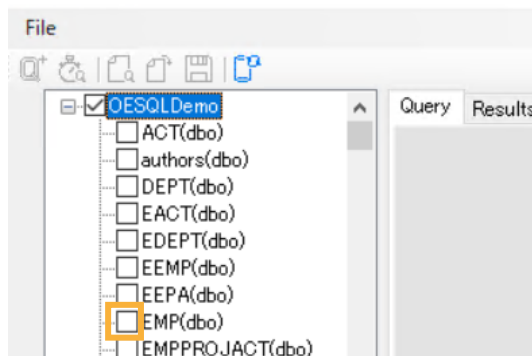 File
OESQLDemo
Query
Results
ACT(dbo)
authors(dbo)
DEPT(dbo)
EACT(dbo)
EDEPT(dbo)
EEMP(dbo)
EEPA(dbo)
EMP(dbo)
EMPPROJACT(dbo)